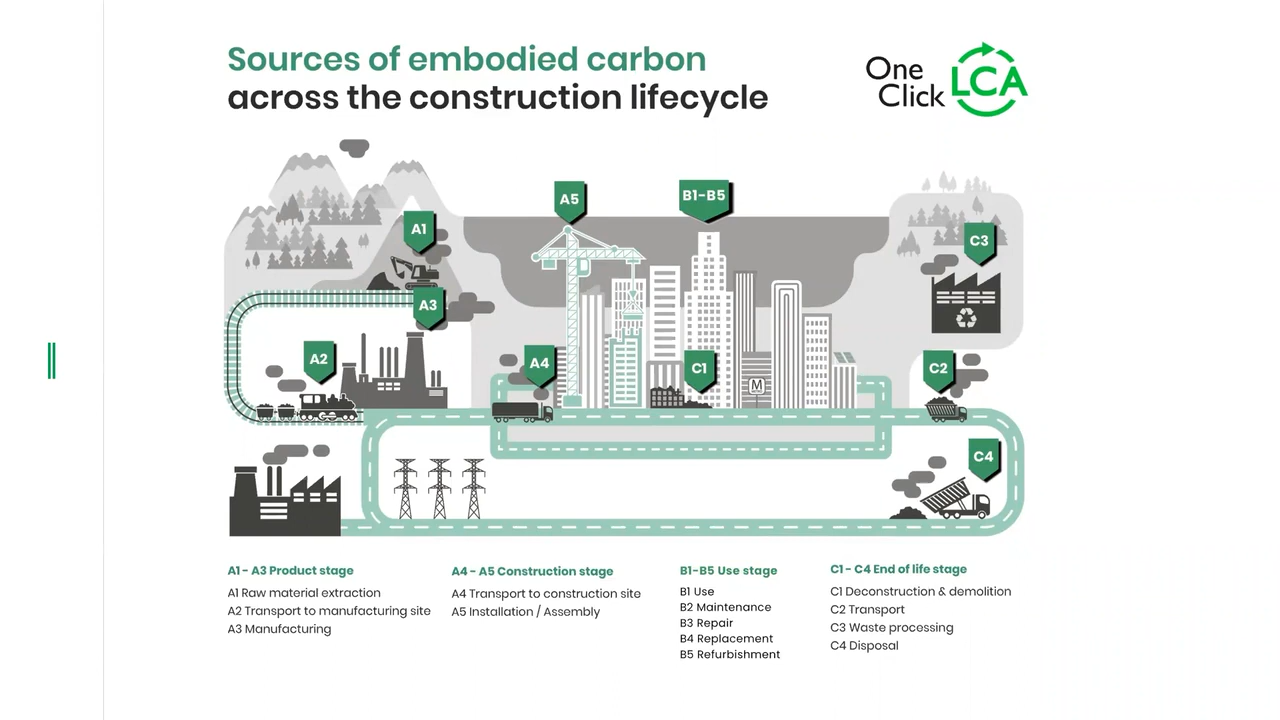 Sources of embodied carbon
across the construction lifecycle
One
Click
LCA
A5
B1-B5
A1
C3
A3
A2
A4
C1
C2
M
C4
A1 - A3 Product stage
A1 Raw material extraction
A2 Transport to manufacturing site
A3 Manufacturing
A4 - A5 Construction stage
A4 Transport to construction site
A5 Installation / Assembly
B1-B5 Use stage
B1 Use
B2 Maintenance
B3 Repair
B4 Replacement
B5 Refurbishment
C1 - C4 End of life stage
C1 Deconstruction & demolition
C2 Transport
C3 Waste processing
C4 Disposal